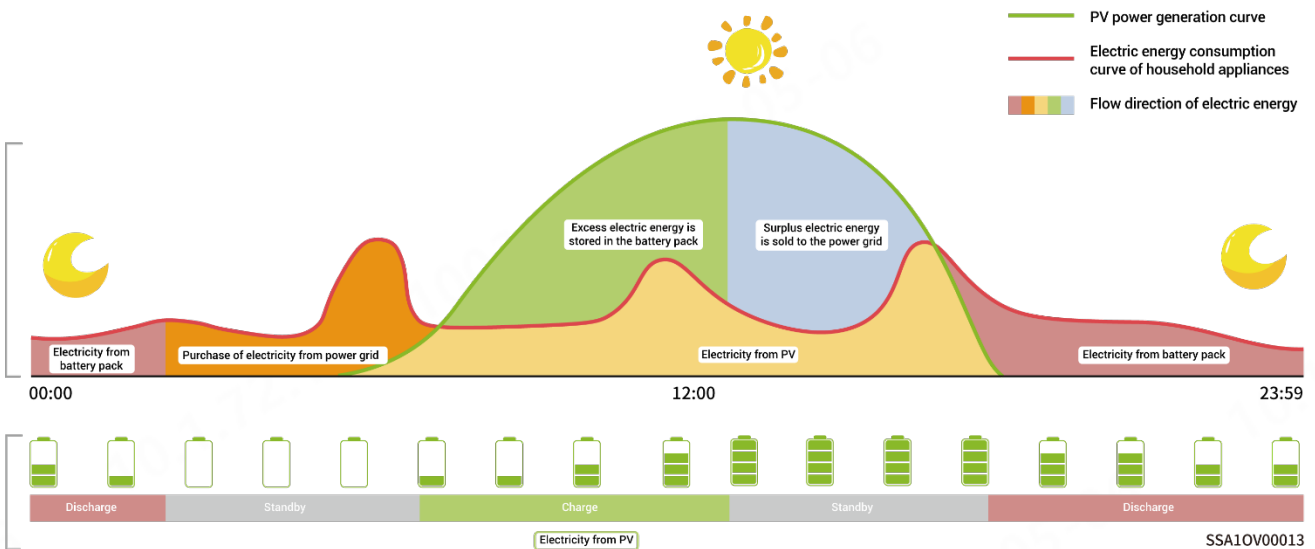 PV power generation curve
Electric energy consumption
curve of household appliances
Flow direction of electric energy
Excess electric energy is
stored in the battery pack
Surplus electric energy
is sold to the power grid
Electricity from
battery pack
Purchase of electricity from power grid
Electricity from PV
Electricity from battery pack
00:00
12:00
23:59
Discharge
Standby
Charge
Standby
Discharge
Electricity from PV
SSA1OV00013